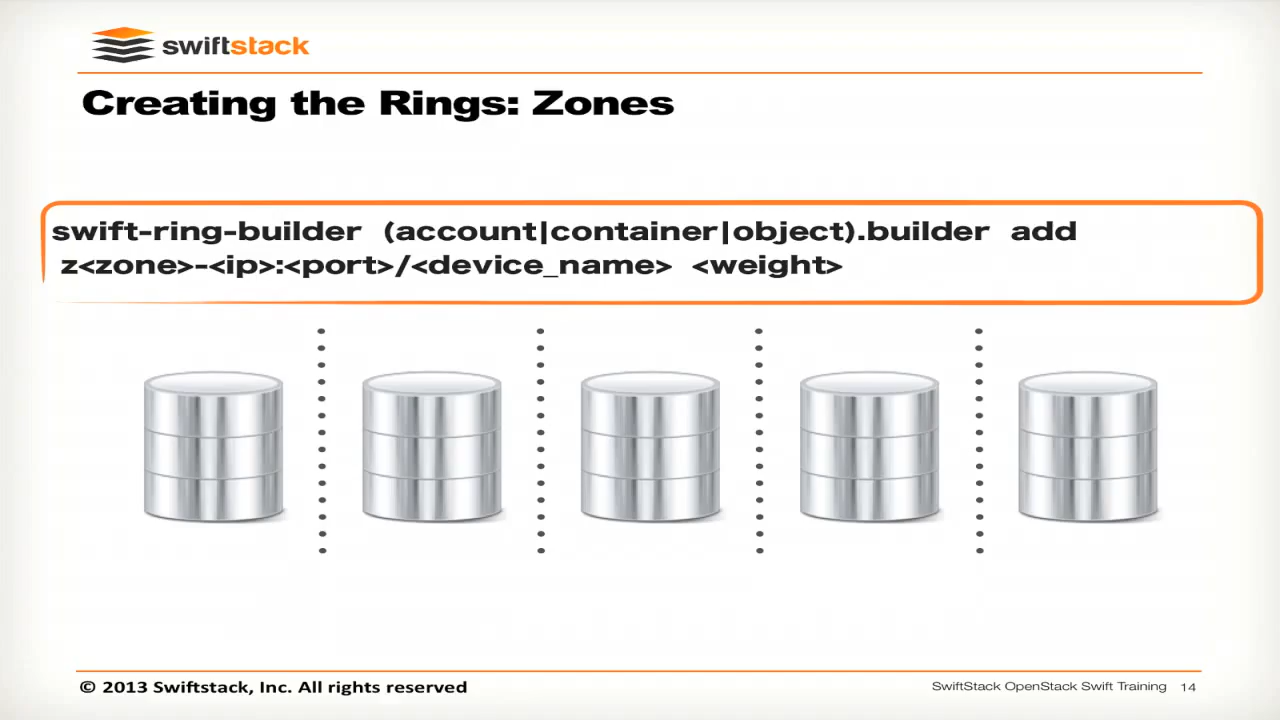 swiftstack
Creating the Rings: Zones
swift-ring-builder (account|container|object).builder add
z<zone>-<ip>:<port>/<device_name> <weight>
© 2013 Swiftstack, Inc. All rights reserved
SwiftStack OpenStack Swift Training 14